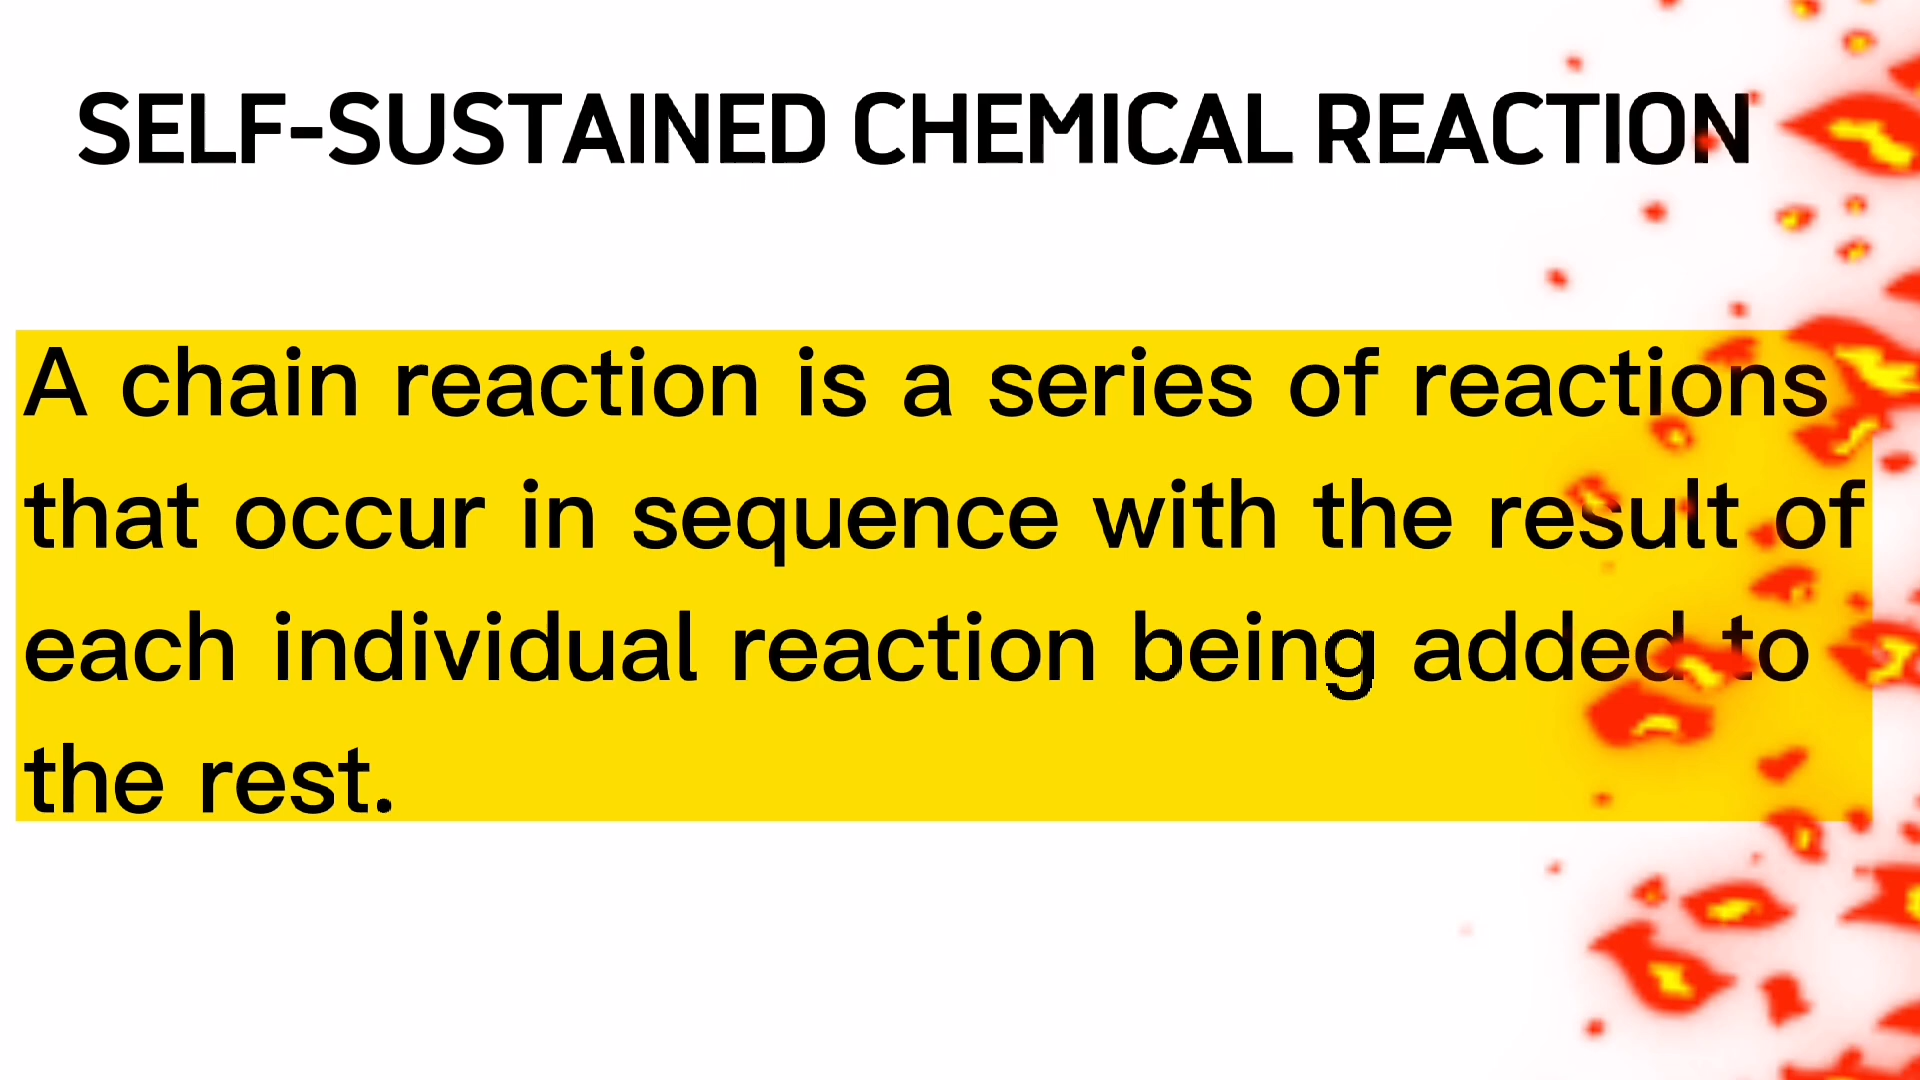 SELF-SUSTAINED CHEMICAL REACTION
A chain reaction is a series of reactions
that occur in sequence with the result of
each individual reaction being added to
the rest.